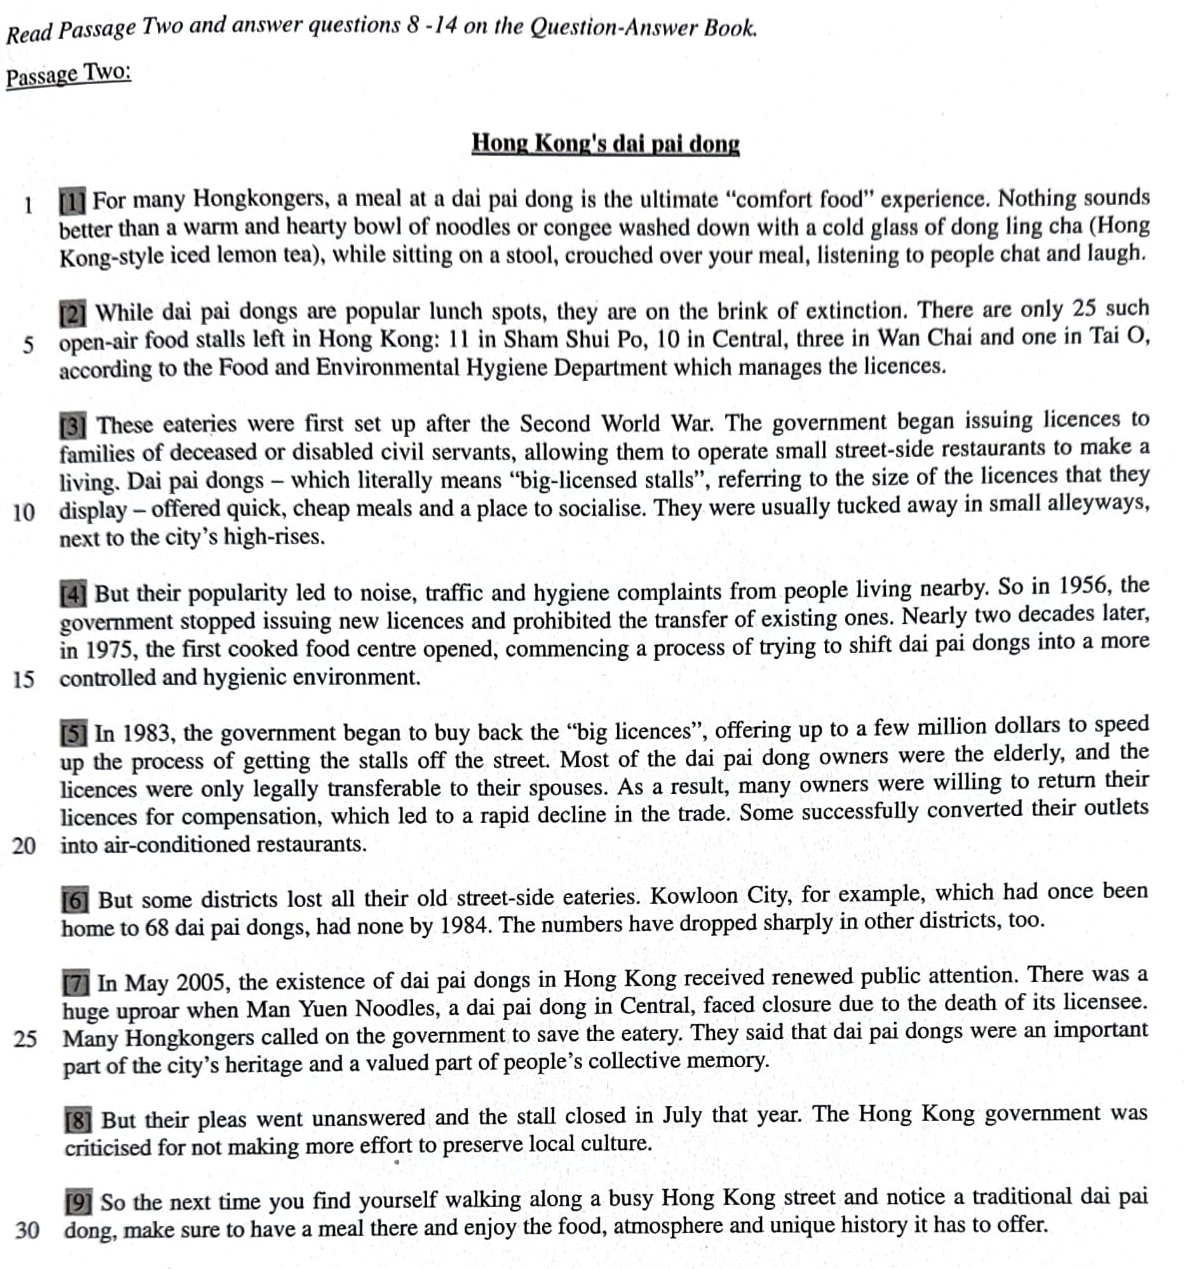 Read Passage Two and answer questions 8 -14 on the Question-Answer Book.
Passage Two:
Hong Kong's dai pai dong
1 [1] For many Hongkongers, a meal at a dai pai dong is the ultimate “comfort food” experience. Nothing sounds
better than a warm and hearty bowl of noodles or congee washed down with a cold glass of dong ling cha (Hong
Kong-style iced lemon tea), while sitting on a stool, crouched over your meal, listening to people chat and laugh.
[2] While dai pai dongs are popular lunch spots, they are on the brink of extinction. There are only 25 such
5 open-air food stalls left in Hong Kong: 11 in Sham Shui Po, 10 in Central, three in Wan Chai and one in Tai O,
according to the Food and Environmental Hygiene Department which manages the licences.
[3] These eateries were first set up after the Second World War. The government began issuing licences to
families of deceased or disabled civil servants, allowing them to operate small street-side restaurants to make a
living. Dai pai dongs – which literally means “big-licensed stalls”, referring to the size of the licences that they
10 display – offered quick, cheap meals and a place to socialise. They were usually tucked away in small alleyways,
next to the city’s high-rises.
[4] But their popularity led to noise, traffic and hygiene complaints from people living nearby. So in 1956, the
government stopped issuing new licences and prohibited the transfer of existing ones. Nearly two decades later,
in 1975, the first cooked food centre opened, commencing a process of trying to shift dai pai dongs into a more
15 controlled and hygienic environment.
[5] In 1983, the government began to buy back the “big licences”, offering up to a few million dollars to speed
up the process of getting the stalls off the street. Most of the dai pai dong owners were the elderly, and the
licences were only legally transferable to their spouses. As a result, many owners were willing to return their
licences for compensation, which led to a rapid decline in the trade. Some successfully converted their outlets
20 into air-conditioned restaurants.
[6] But some districts lost all their old street-side eateries. Kowloon City, for example, which had once been
home to 68 dai pai dongs, had none by 1984. The numbers have dropped sharply in other districts, too.
[7] In May 2005, the existence of dai pai dongs in Hong Kong received renewed public attention. There was a
huge uproar when Man Yuen Noodles, a dai pai dong in Central, faced closure due to the death of its licensee.
25 Many Hongkongers called on the government to save the eatery. They said that dai pai dongs were an important
part of the city’s heritage and a valued part of people’s collective memory.
[8] But their pleas went unanswered and the stall closed in July that year. The Hong Kong government was
criticised for not making more effort to preserve local culture.
[9] So the next time you find yourself walking along a busy Hong Kong street and notice a traditional dai pai
30 dong, make sure to have a meal there and enjoy the food, atmosphere and unique history it has to offer.